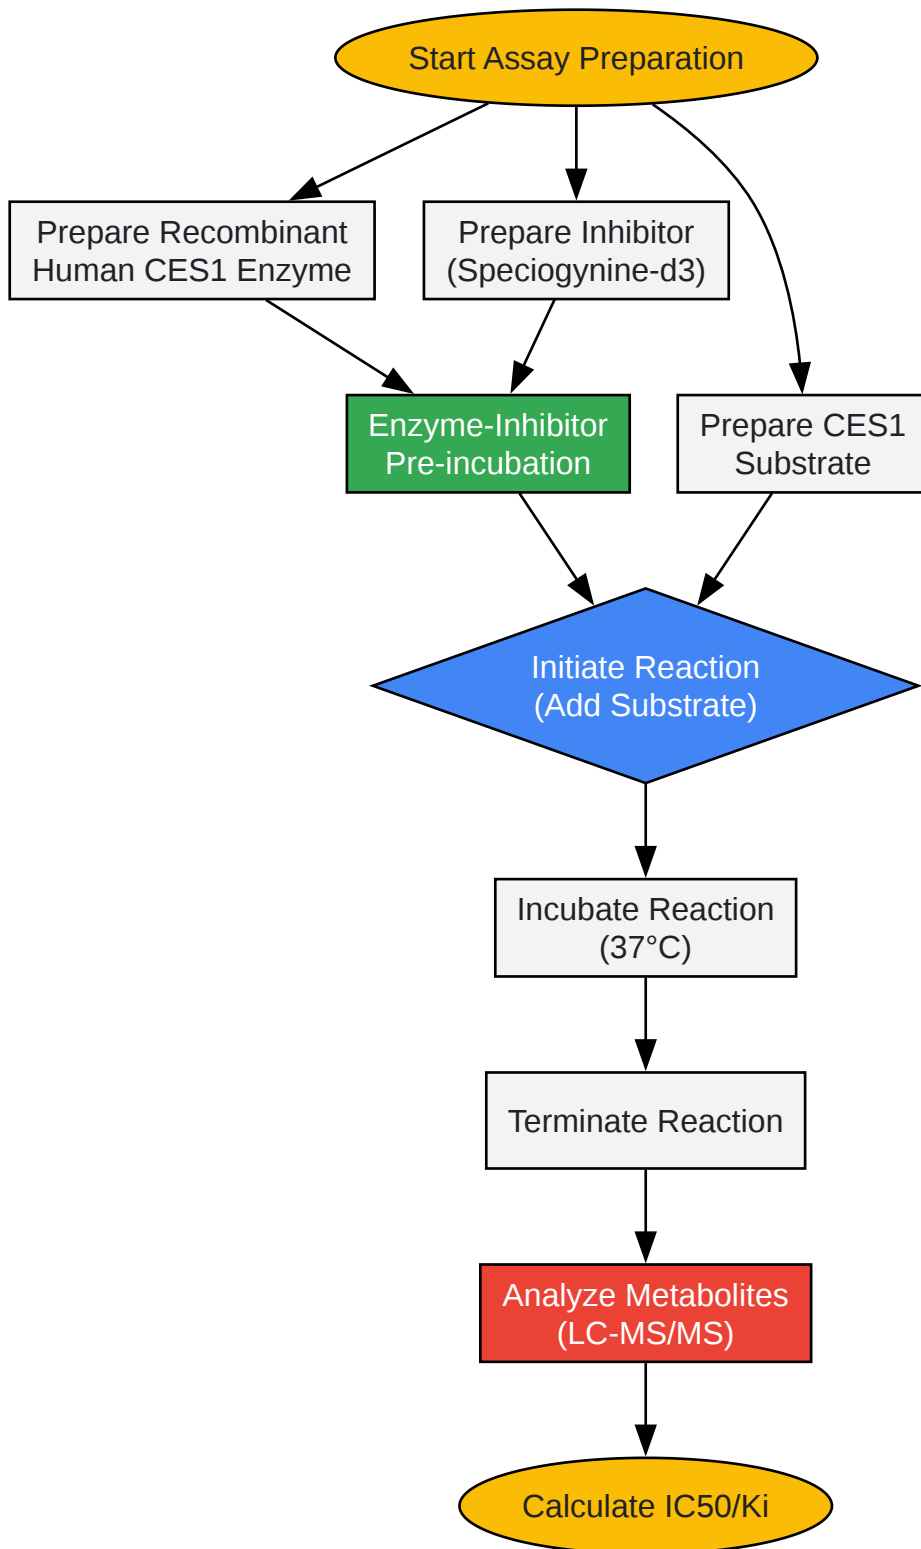 Start Assay Preparation
Prepare Recombinant
Human CES1 Enzyme
Prepare Inhibitor
(Speciogynine-d3)
Enzyme-Inhibitor
Pre-incubation
Prepare CES1
Substrate
Initiate Reaction
(Add Substrate)
Incubate Reaction
(37°C)
Terminate Reaction
Analyze Metabolites
(LC-MS/MS)
Calculate IC50/Ki